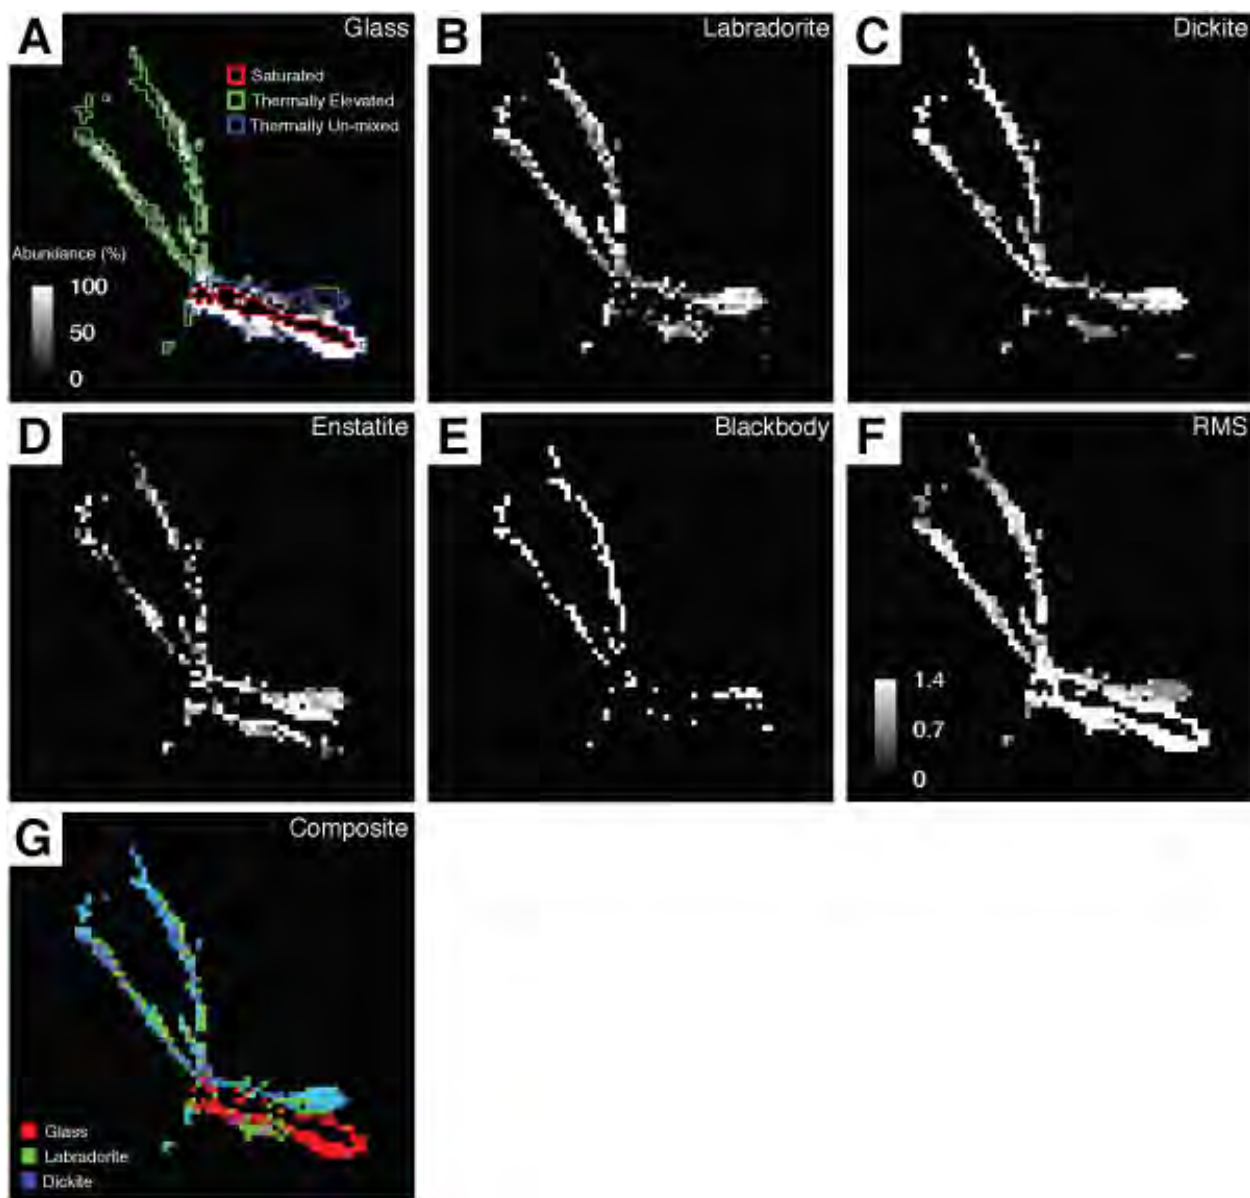 A
Glass
Saturated
Thermally Elevated
Thermally Un-mixed
Abundance (%)
100
50
0
B
Labradorite
C
Dickite
D
Enstatite
E
Blackbody
F
RMS
1.4
0.7
0
G
Composite
Glass
Labradorite
Dickite